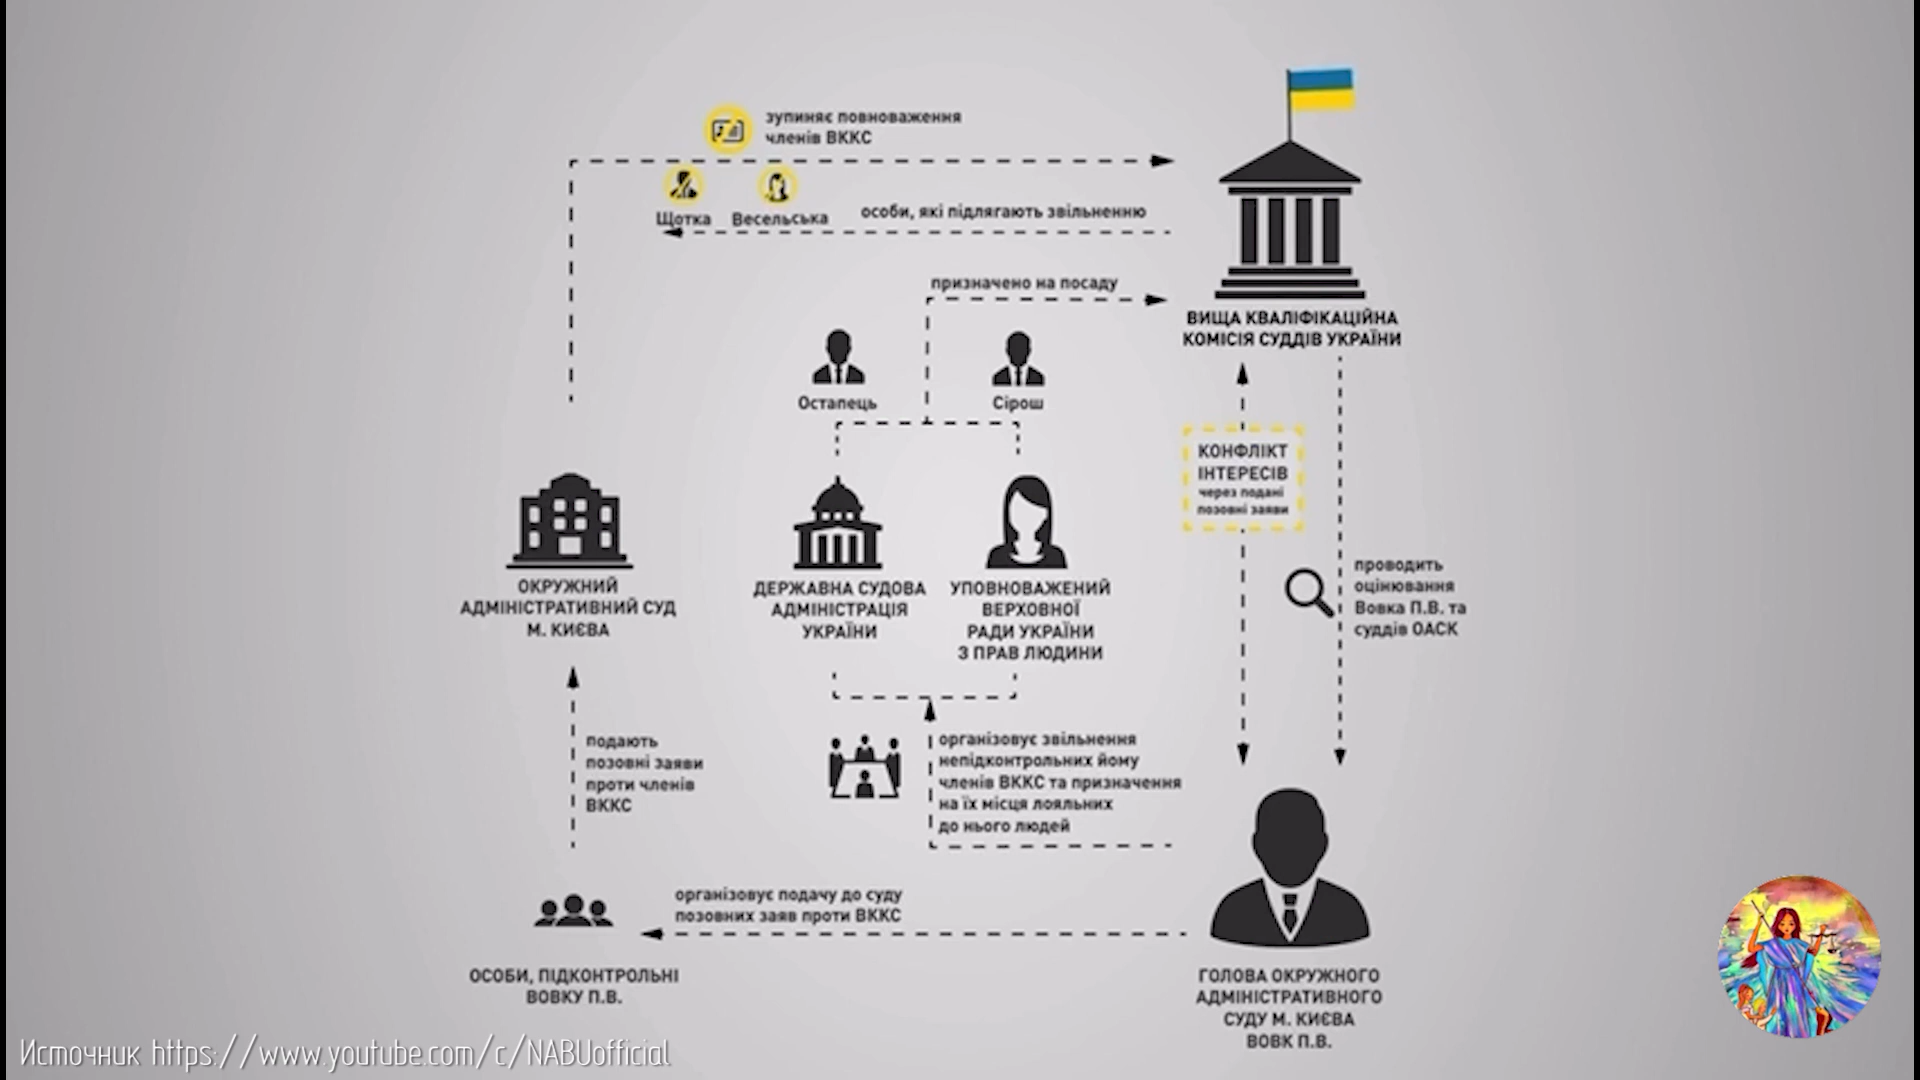 зупиняє повноваження
членів ВККС
Щотка
Весельська
особи, які підлягають звільненню
призначено на посаду
ВИЩА КВАЛІФІКАЦІЙНА
КОМІСІЯ СУДДІВ УКРАЇНИ
Остапець
Сірош
КОНФЛІКТ
ІНТЕРЕСІВ
через подані
позовні заяви
ОКРУЖНИЙ
АДМІНІСТРАТИВНИЙ СУД
М. КИЄВА
ДЕРЖАВНА СУДОВА
АДМІНІСТРАЦІЯ
УКРАЇНИ
УПОВНОВАЖЕНИЙ
ВЕРХОВНОЇ
РАДИ УКРАЇНИ
З ПРАВ ЛЮДИНИ
проводить
оцінювання
Вовка П.В. та
суддів ОАСК
подають
позовні заяви
проти членів
ВККС
організовує звільнення
непідконтрольних йому
членів ВККС та призначення
на їх місця лояльних
до нього людей
організовує подачу до суду
позовних заяв проти ВККС
ОСОБИ, ПІДКОНТРОЛЬНІ
ВОВКУ П.В.
ГОЛОВА ОКРУЖНОГО
АДМІНІСТРАТИВНОГО
СУДУ М. КИЄВА
ВОВК П.В.
Источник https://www.youtube.com/c/NABUofficial